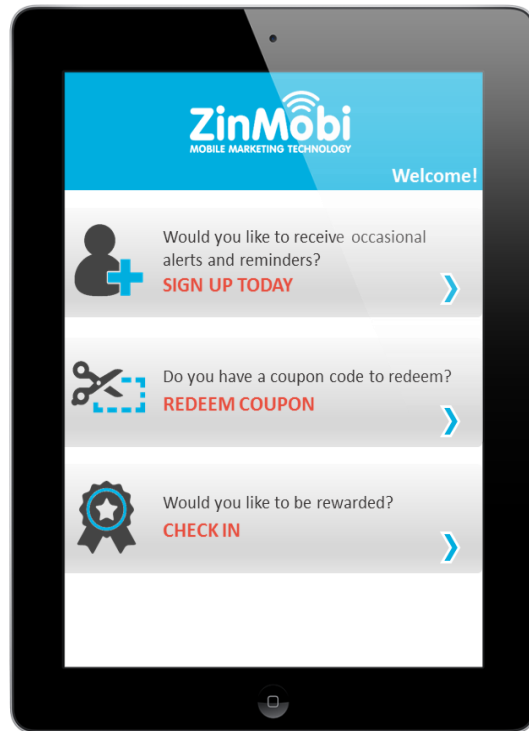 ZinMobi
MOBILE MARKETING TECHNOLOGY
Welcome!
Would you like to receive occasional
alerts and reminders?
SIGN UP TODAY
Do you have a coupon code to redeem?
REDEEM COUPON
Would you like to be rewarded?
CHECK IN